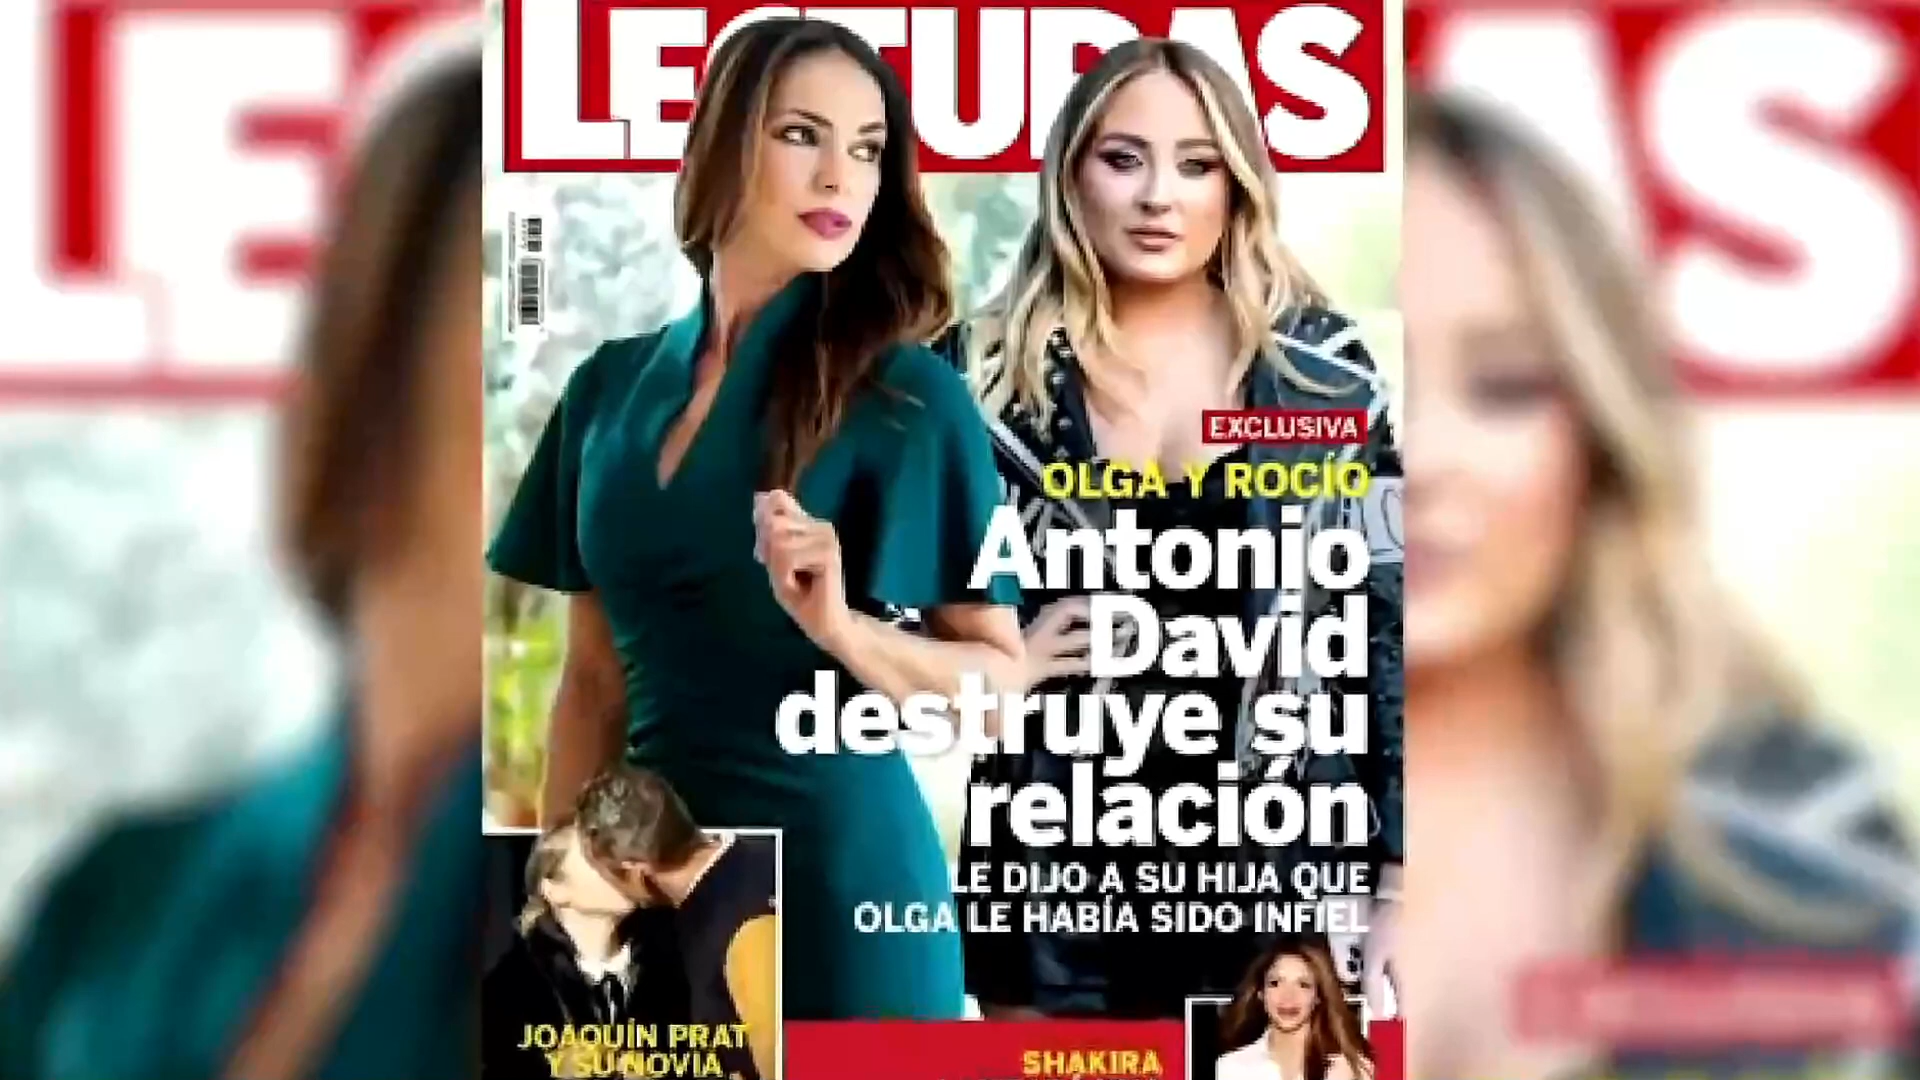 LECTURAS
EXCLUSIVA
OLGA Y ROCÍO
Antonio
David
destruye su
relación
LE DIJO A SU HIJA QUE
OLGA LE HABÍA SIDO INFIEL
JOAQUÍN PRAT
Y SU NOVIA
SHAKIRA